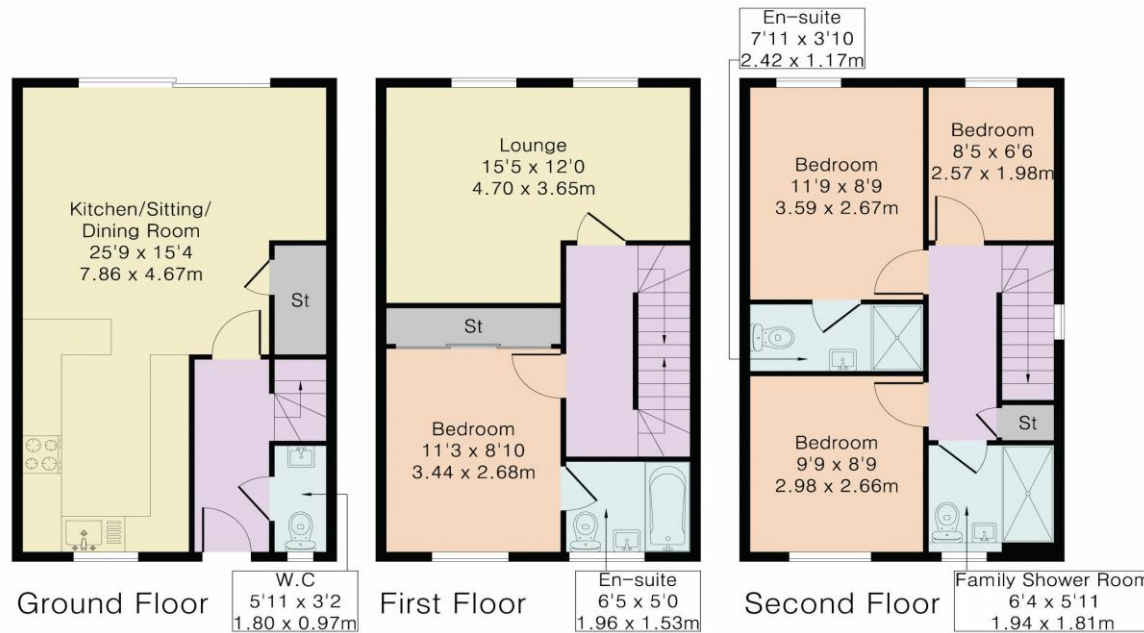 Kitchen/Sitting/
Dining Room
25'9 x 15'4
7.86 x 4.67m
St
W.C
5'11 x 3'2
1.80 x 0.97m
Ground Floor
Lounge
15'5 x 12'0
4.70 x 3.65m
St
Bedroom
11'3 x 8'10
3.44 x 2.68m
En-suite
6'5 x 5'0
1.96 x 1.53m
First Floor
En-suite
7'11 x 3'10
2.42 x 1.17m
Bedroom
11'9 x 8'9
3.59 x 2.67m
Bedroom
8'5 x 6'6
2.57 x 1.98m
St
Bedroom
9'9 x 8'9
2.98 x 2.66m
Family Shower Room
6'4 x 5'11
1.94 x 1.81m
Second Floor